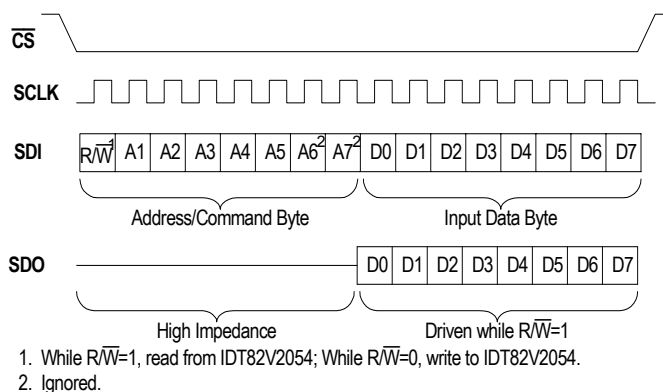 CS
SCLK
SDI R/W1 A1 A2 A3 A4 A5 A62 A72 D0 D1 D2 D3 D4 D5 D6 D7
Address/Command Byte Input Data Byte
SDO D0 D1 D2 D3 D4 D5 D6 D7
High Impedance Driven while R/W=1
1. While R/W=1, read from IDT82V2054; While R/W=0, write to IDT82V2054.
2. Ignored.